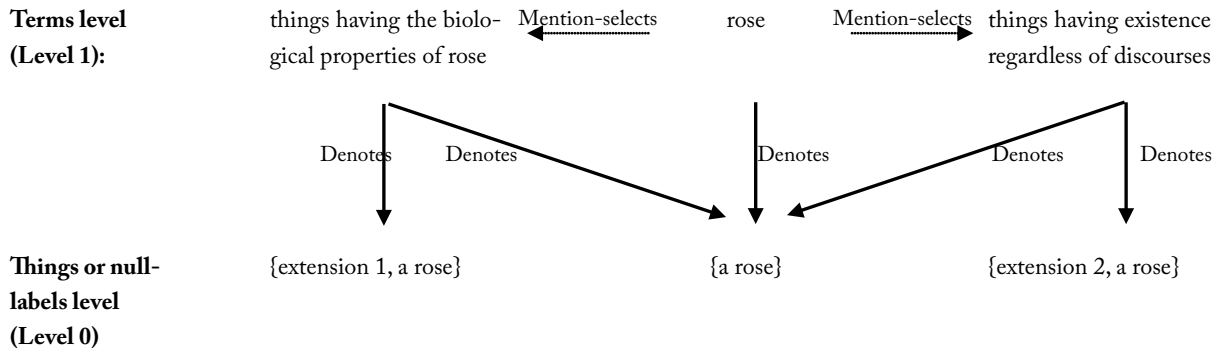 Terms level
(Level 1):
things having the biolo-
gical properties of rose
Mention-selects
rose
Mention-selects
things having existence
regardless of discourses
Denotes
Denotes
Denotes
Denotes
Denotes
Things or null-
labels level
(Level 0)
{extension 1, a rose}
{a rose}
{extension 2, a rose}